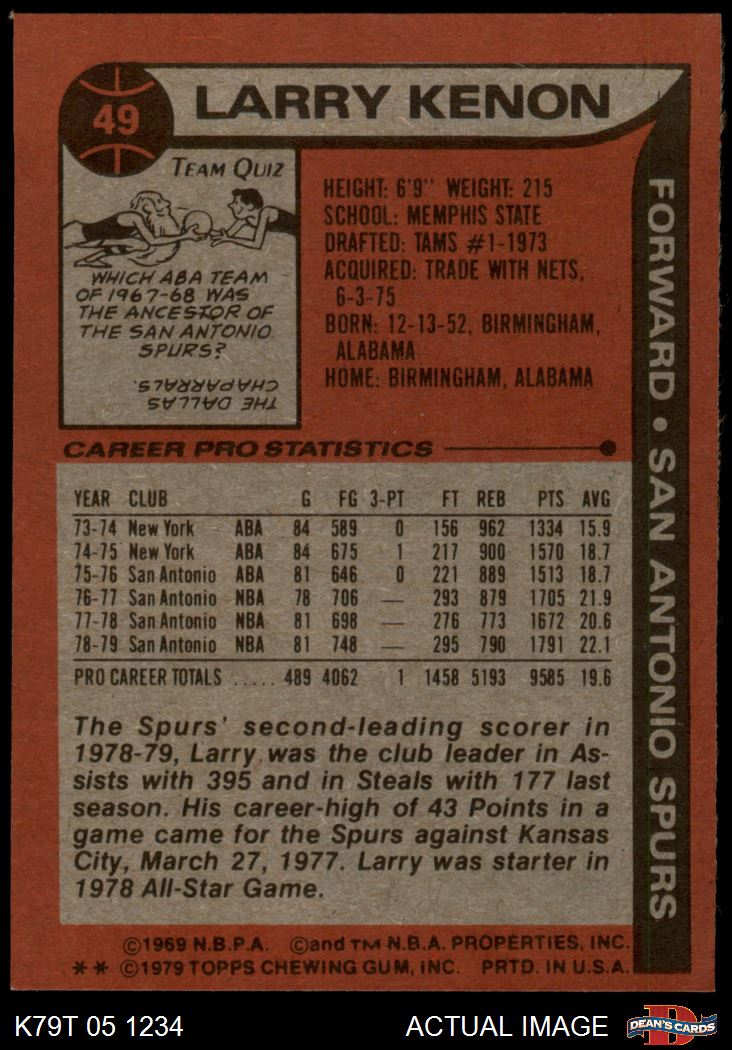 49
LARRY KENON
TEAM QUIZ
WHICH ABA TEAM
OF 1967-68 WAS
THE ANCESTOR OF
THE SAN ANTONIO
SPURS?
THE DALLAS
CHAPARRALS.
HEIGHT: 6'9" WEIGHT: 215
SCHOOL: MEMPHIS STATE
DRAFTED: TAMS #1-1973
ACQUIRED: TRADE WITH NETS,
6-3-75
BORN: 12-13-52, BIRMINGHAM,
ALABAMA
HOME: BIRMINGHAM, ALABAMA
FORWARD • SAN ANTONIO SPURS
CAREER PRO STATISTICS
YEAR CLUB G FG 3-PT FT REB PTS AVG
73-74 New York ABA 84 589 0 156 962 1334 15.9
74-75 New York ABA 84 675 1 217 900 1570 18.7
75-76 San Antonio ABA 81 646 0 221 889 1513 18.7
76-77 San Antonio NBA 78 706 — 293 879 1705 21.9
77-78 San Antonio NBA 81 698 — 276 773 1672 20.6
78-79 San Antonio NBA 81 748 — 295 790 1791 22.1
PRO CAREER TOTALS ..... 489 4062 1 1458 5193 9585 19.6
The Spurs' second-leading scorer in
1978-79, Larry was the club leader in As-
sists with 395 and in Steals with 177 last
season. His career-high of 43 Points in a
game came for the Spurs against Kansas
City, March 27, 1977. Larry was starter in
1978 All-Star Game.
©1969 N.B.P.A. ©and TM N.B.A. PROPERTIES, INC.
** ©1979 TOPPS CHEWING GUM, INC. PRTD. IN U.S.A.
K79T 05 1234
ACTUAL IMAGE
DEAN'S CARDS